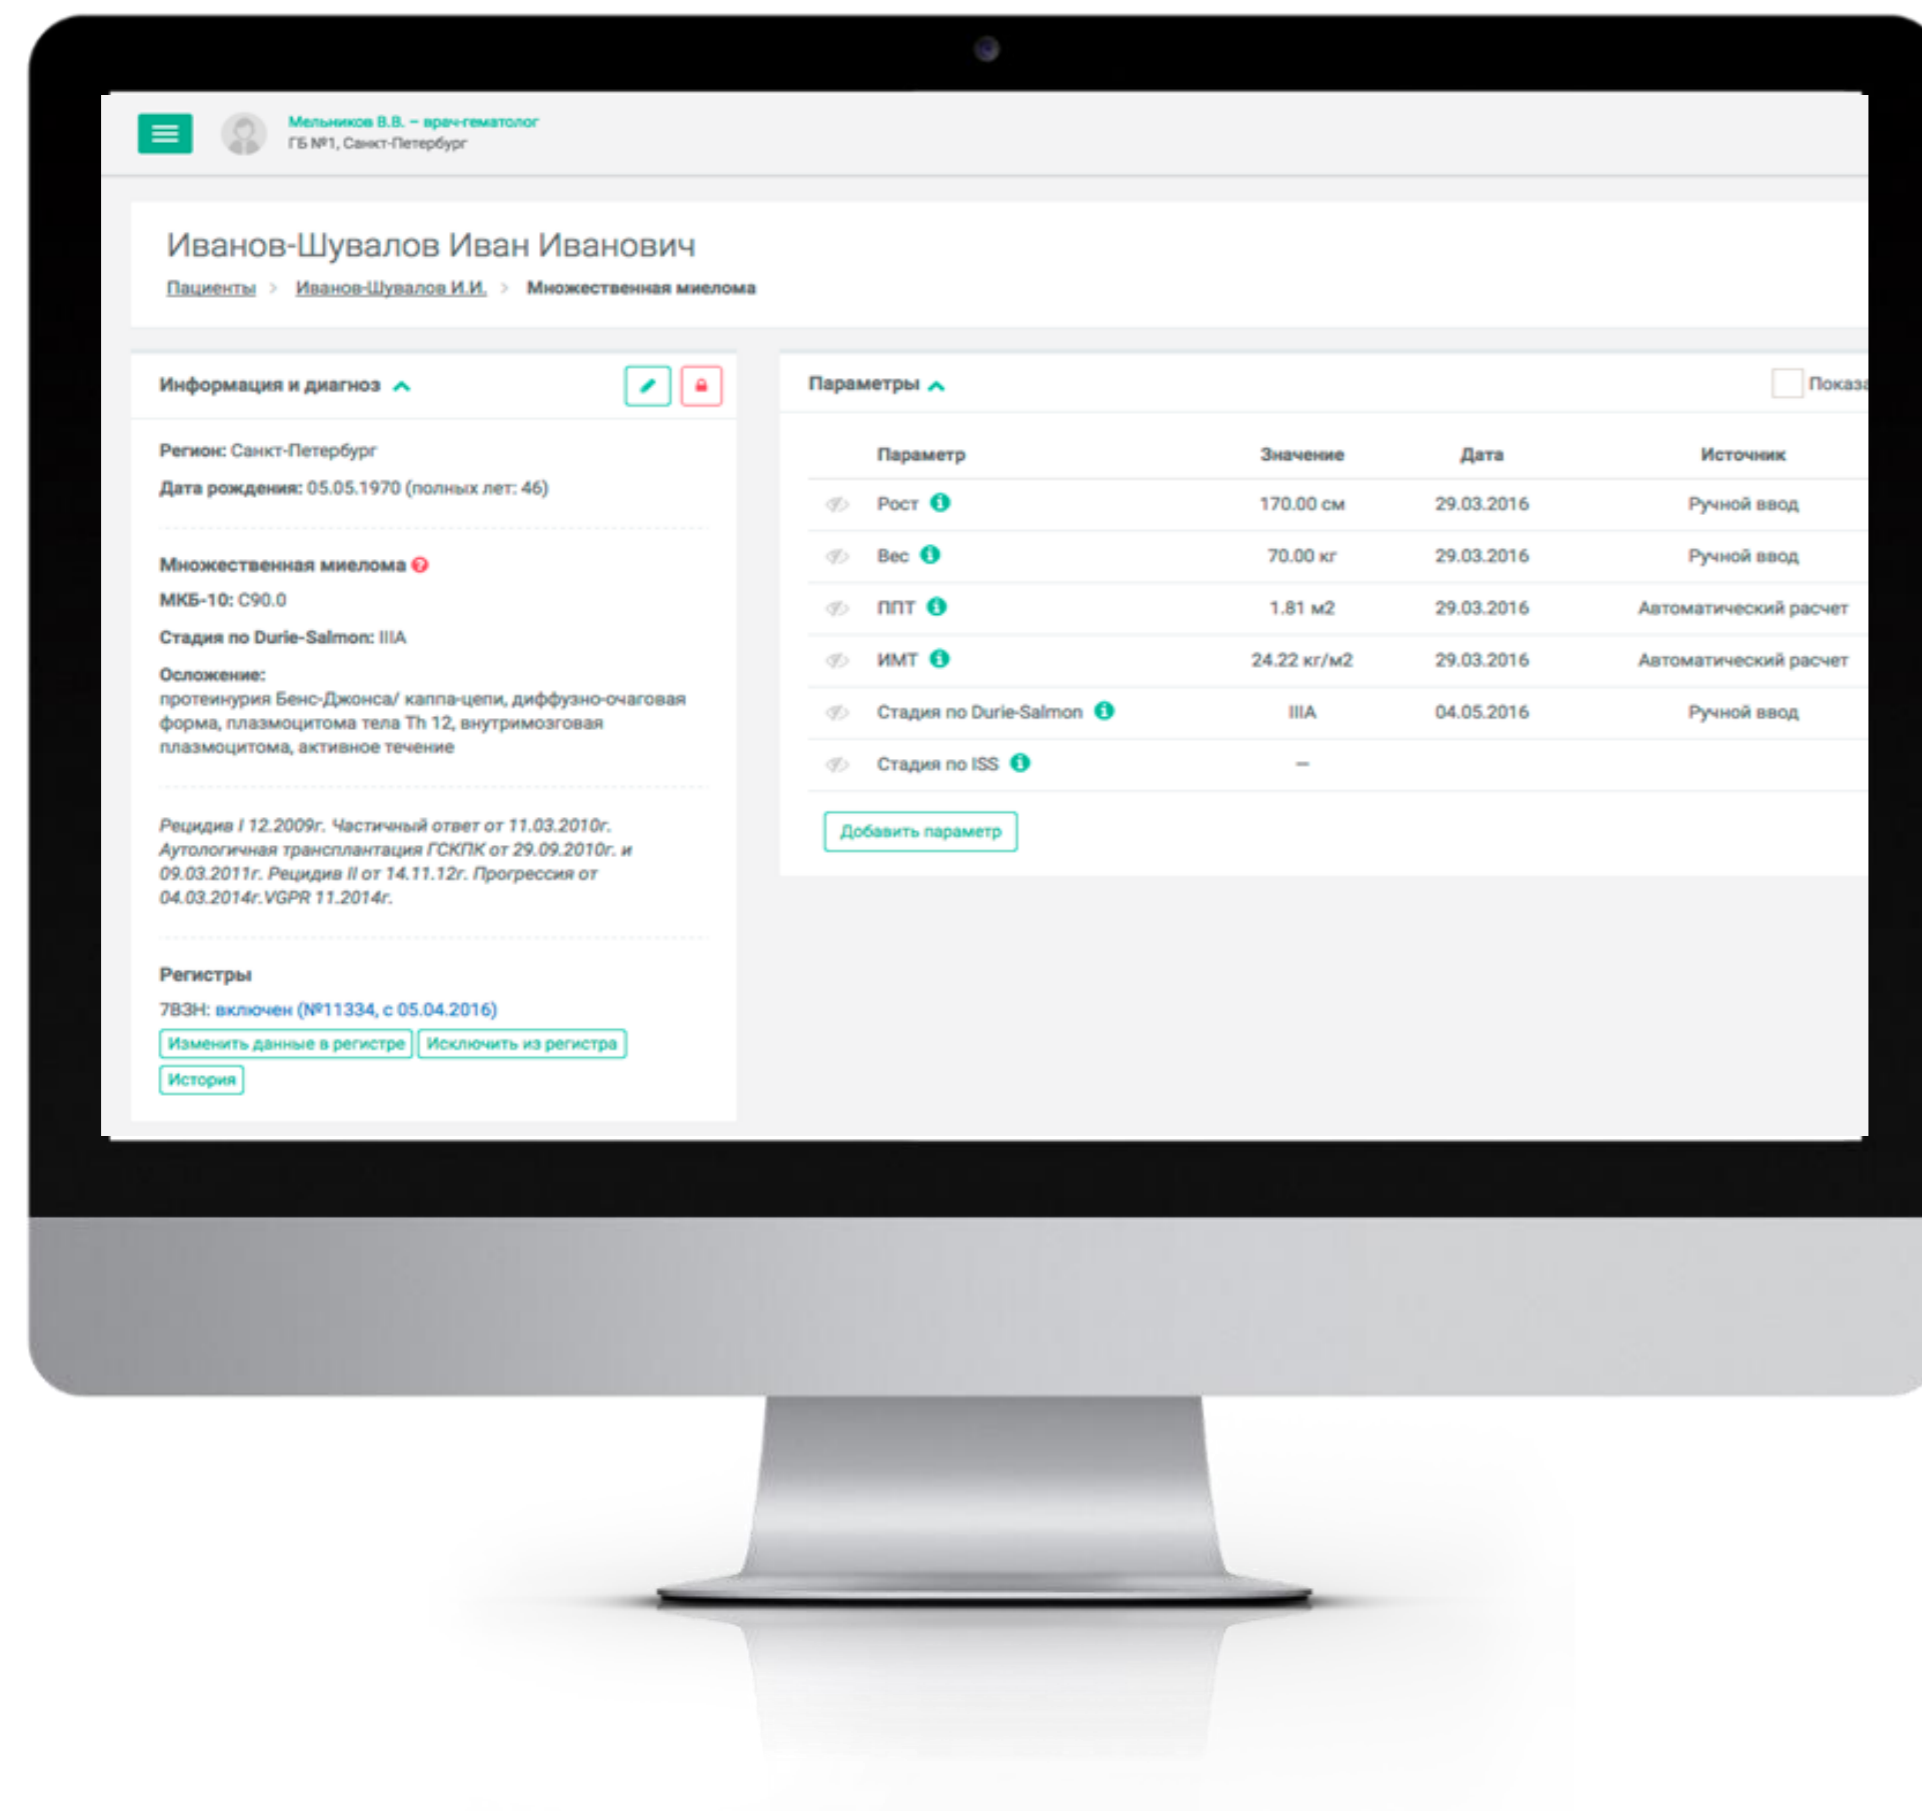 Мельников В.В. – врач-гематолог
ГБ №1, Санкт-Петербург
Иванов-Шувалов Иван Иванович
Пациенты > Иванов-Шувалов И.И. > Множественная миелома
Информация и диагноз
Регион: Санкт-Петербург
Дата рождения: 05.05.1970 (полных лет: 46)
Множественная миелома
МКБ-10: C90.0
Стадия по Durie-Salmon: IIIA
Осложение:
протеинурия Бенс-Джонса/ каппа-цепи, диффузно-очаговая
форма, плазмоцитома тела Th 12, внутримозговая
плазмоцитома, активное течение
Рецидив I 12.2009г. Частичный ответ от 11.03.2010г.
Аутологичная трансплантация ГСКПК от 29.09.2010г. и
09.03.2011г. Рецидив II от 14.11.12г. Прогрессия от
04.03.2014г.VGPR 11.2014г.
Регистры
7ВЗН: включен (№11334, с 05.04.2016)
Изменить данные в регистре Исключить из регистра
История
Параметры Показа
Параметр Значение Дата Источник
Рост 170.00 см 29.03.2016 Ручной ввод
Вес 70.00 кг 29.03.2016 Ручной ввод
ППТ 1.81 м2 29.03.2016 Автоматический расчет
ИМТ 24.22 кг/м2 29.03.2016 Автоматический расчет
Стадия по Durie-Salmon IIIA 04.05.2016 Ручной ввод
Стадия по ISS —
Добавить параметр